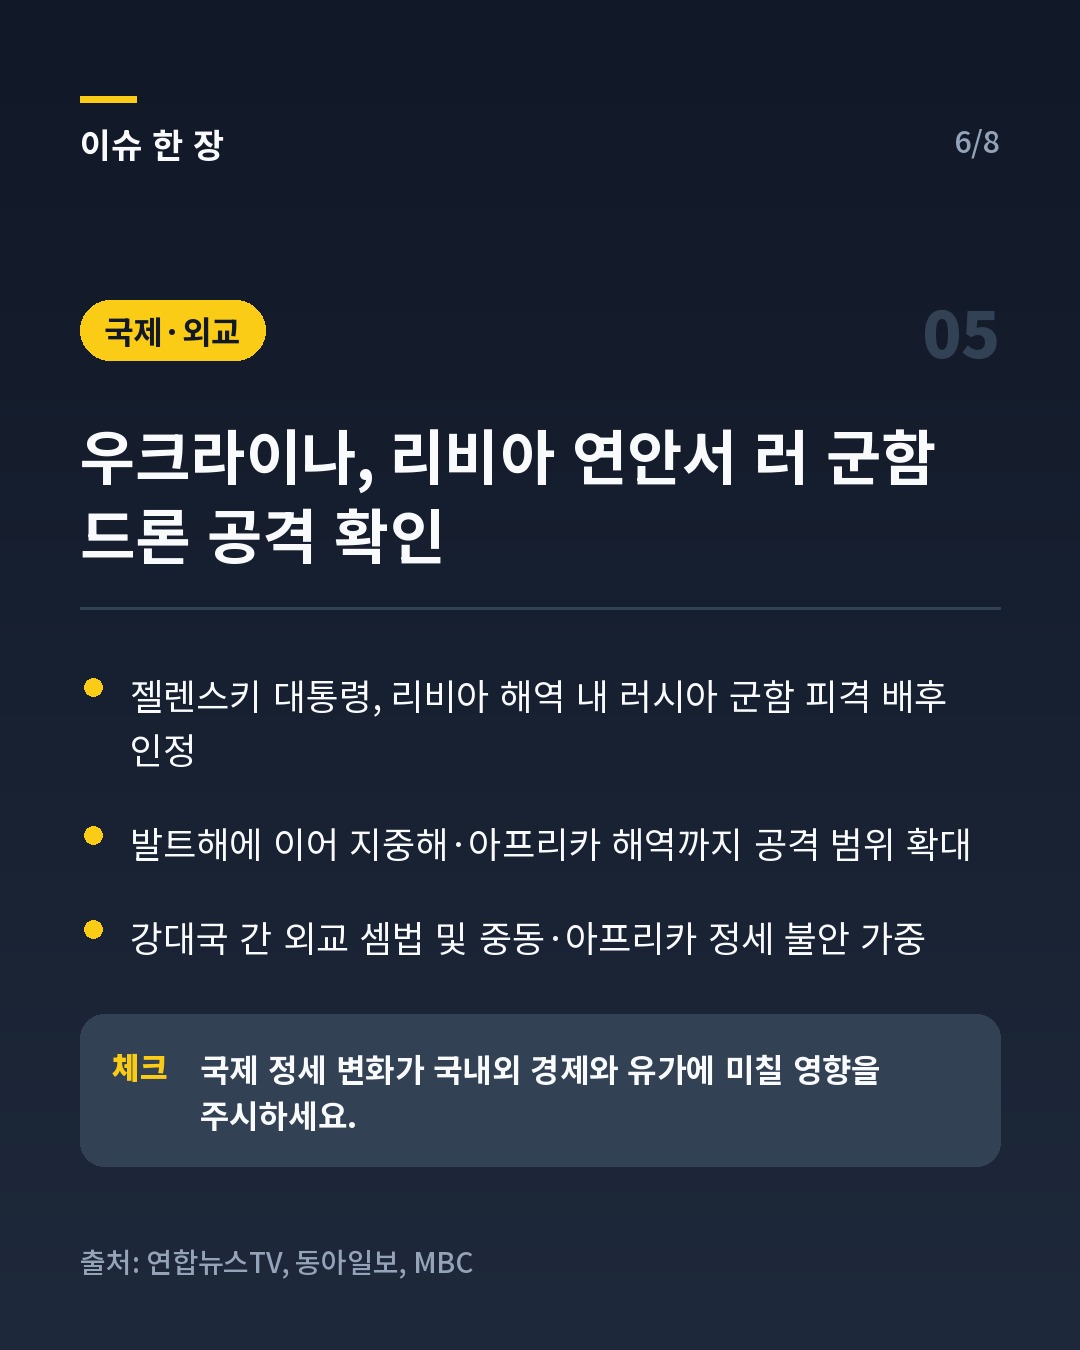 이슈 한 장
6/8
국제·외교
05
우크라이나, 리비아 연안서 러 군함
드론 공격 확인
젤렌스키 대통령, 리비아 해역 내 러시아 군함 피격 배후
인정
발트해에 이어 지중해·아프리카 해역까지 공격 범위 확대
강대국 간 외교 셈법 및 중동·아프리카 정세 불안 가중
체크
국제 정세 변화가 국내외 경제와 유가에 미칠 영향을
주시하세요.
출처: 연합뉴스TV, 동아일보, MBC